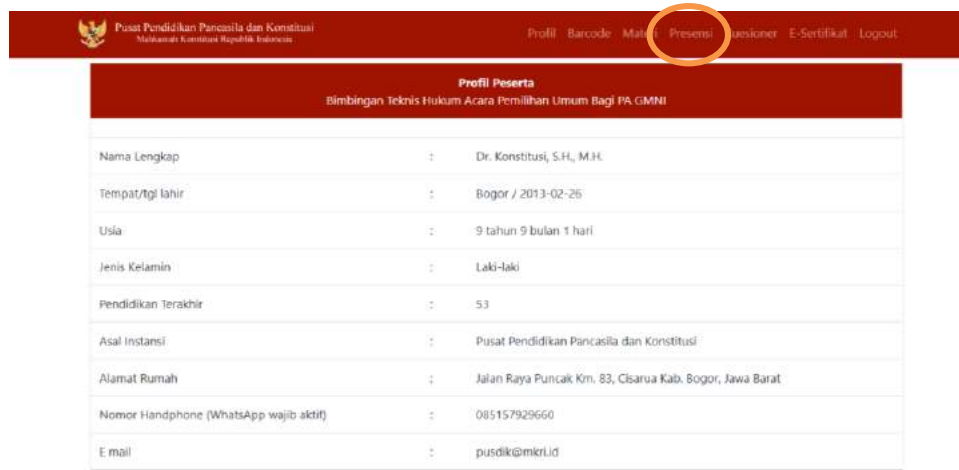 Pusat Pendidikan Pancasila dan Konstitusi
Mahkamah Konstitusi Republik Indonesia
Profil Barcode Materi Presensi Kuesioner E-Sertifikat Logout
Profil Peserta
Bimbingan Teknis Hukum Acara Pemilihan Umum Bagi PA GMNI
Nama Lengkap : Dr. Konstitusi, S.H., M.H.
Tempat/tgl lahir : Bogor / 2013-02-26
Usia : 9 tahun 9 bulan 1 hari
Jenis Kelamin : Laki-laki
Pendidikan Terakhir : S3
Asal Instansi : Pusat Pendidikan Pancasila dan Konstitusi
Alamat Rumah : Jalan Raya Puncak Km. 83, Cisarua Kab. Bogor, Jawa Barat
Nomor Handphone (WhatsApp wajib aktif) : 085157929660
E mail : pusdik@mkri.id